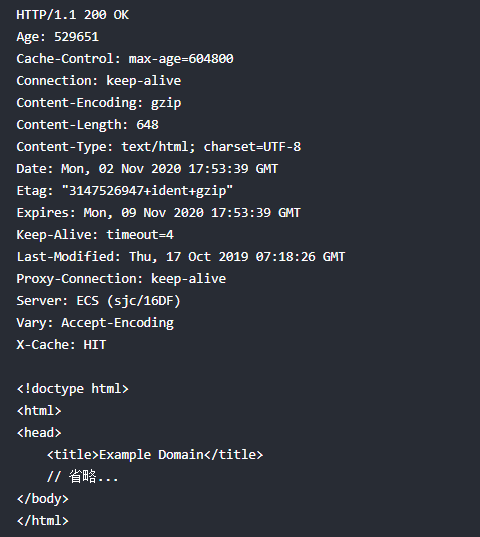 HTTP/1.1 200 OK
Age: 529651
Cache-Control: max-age=604800
Connection: keep-alive
Content-Encoding: gzip
Content-Length: 648
Content-Type: text/html; charset=UTF-8
Date: Mon, 02 Nov 2020 17:53:39 GMT
Etag: "3147526947+ident+gzip"
Expires: Mon, 09 Nov 2020 17:53:39 GMT
Keep-Alive: timeout=4
Last-Modified: Thu, 17 Oct 2019 07:18:26 GMT
Proxy-Connection: keep-alive
Server: ECS (sjc/16DF)
Vary: Accept-Encoding
X-Cache: HIT

<!doctype html>
<html>
<head>
    <title>Example Domain</title>
    // 省略...
</body>
</html>